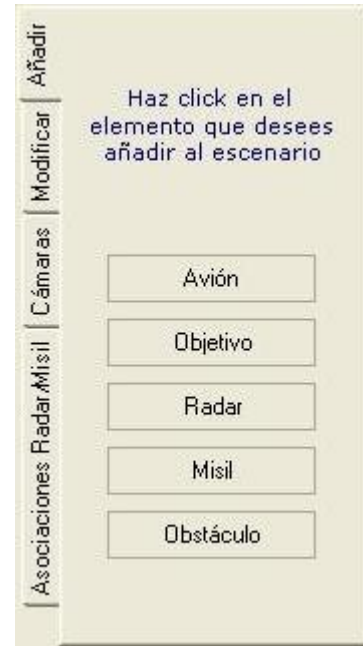 Añadir
Modificar
Cámaras
Asociaciones Radar/Misil
Haz click en el
elemento que desees
añadir al escenario
Avión
Objetivo
Radar
Misil
Obstáculo